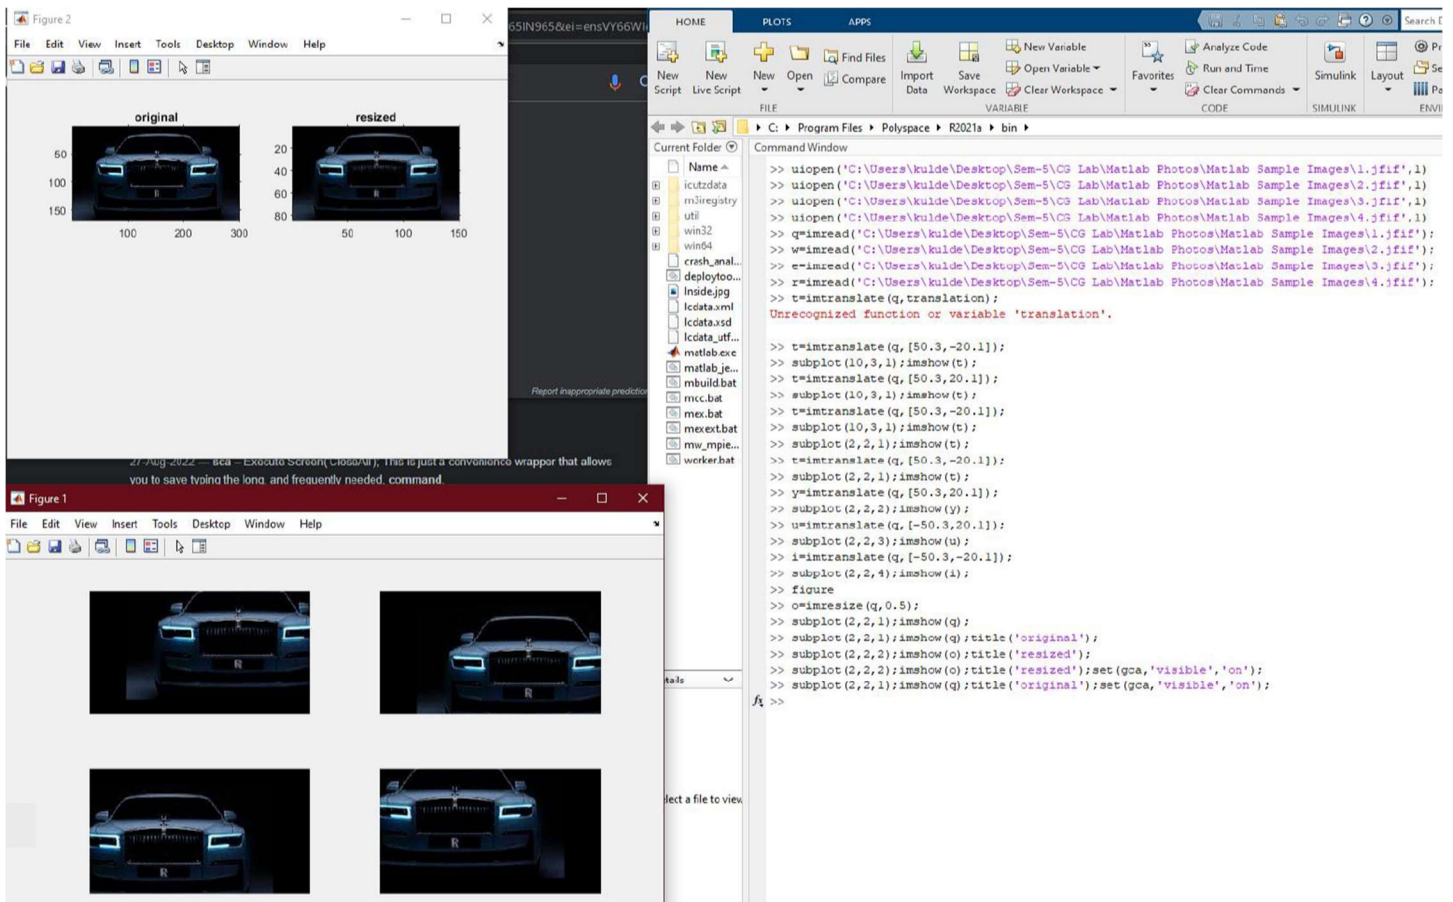 Figure 2
File Edit View Insert Tools Desktop Window Help
original
50
100
150
100 200 300
resized
20
40
60
80
50 100 150
Report inappropriate prediction
27-Aug-2022 — sca – Execute Screen('CloseAll'); This is just a convenience wrapper that allows
you to save typing the long, and frequently needed, command.
Figure 1
File Edit View Insert Tools Desktop Window Help
HOME PLOTS APPS
New Script
New Live Script
New
Open
Find Files
Compare
Import Data
Save Workspace
New Variable
Open Variable
Clear Workspace
Favorites
Analyze Code
Run and Time
Clear Commands
Simulink
Layout
FILE VARIABLE CODE SIMULINK
C: Program Files Polyspace R2021a bin
Current Folder
Name
icutzdata
m3iregistry
util
win32
win64
crash_anal...
deploytoo...
Inside.jpg
lcdata.xml
lcdata.xsd
lcdata_utf...
matlab.exe
matlab_je...
mbuild.bat
mcc.bat
mex.bat
mexext.bat
mw_mpie...
worker.bat
Command Window
>> uiopen('C:\Users\kulde\Desktop\Sem-5\CG Lab\Matlab Photos\Matlab Sample Images\1.jfif',1)
>> uiopen('C:\Users\kulde\Desktop\Sem-5\CG Lab\Matlab Photos\Matlab Sample Images\2.jfif',1)
>> uiopen('C:\Users\kulde\Desktop\Sem-5\CG Lab\Matlab Photos\Matlab Sample Images\3.jfif',1)
>> uiopen('C:\Users\kulde\Desktop\Sem-5\CG Lab\Matlab Photos\Matlab Sample Images\4.jfif',1)
>> q=imread('C:\Users\kulde\Desktop\Sem-5\CG Lab\Matlab Photos\Matlab Sample Images\1.jfif');
>> w=imread('C:\Users\kulde\Desktop\Sem-5\CG Lab\Matlab Photos\Matlab Sample Images\2.jfif');
>> e=imread('C:\Users\kulde\Desktop\Sem-5\CG Lab\Matlab Photos\Matlab Sample Images\3.jfif');
>> r=imread('C:\Users\kulde\Desktop\Sem-5\CG Lab\Matlab Photos\Matlab Sample Images\4.jfif');
>> t=imtranslate(q,translation);
Unrecognized function or variable 'translation'.
>> t=imtranslate(q,[50.3,-20.1]);
>> subplot(10,3,1);imshow(t);
>> t=imtranslate(q,[50.3,20.1]);
>> subplot(10,3,1);imshow(t);
>> t=imtranslate(q,[50.3,-20.1]);
>> subplot(10,3,1);imshow(t);
>> subplot(2,2,1);imshow(t);
>> t=imtranslate(q,[50.3,-20.1]);
>> subplot(2,2,1);imshow(t);
>> y=imtranslate(q,[50.3,20.1]);
>> subplot(2,2,2);imshow(y);
>> u=imtranslate(q,[-50.3,20.1]);
>> subplot(2,2,3);imshow(u);
>> i=imtranslate(q,[-50.3,-20.1]);
>> subplot(2,2,4);imshow(i);
>> figure
>> o=imresize(q,0.5);
>> subplot(2,2,1);imshow(q);
>> subplot(2,2,1);imshow(q);title('original');
>> subplot(2,2,2);imshow(o);title('resized');
>> subplot(2,2,2);imshow(o);title('resized');set(gca,'visible','on');
>> subplot(2,2,1);imshow(q);title('original');set(gca,'visible','on');
fx >>